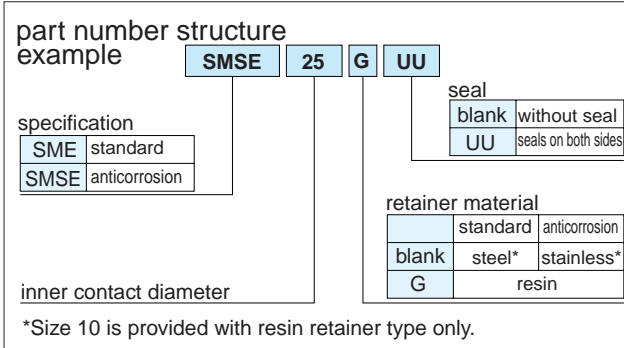 part number structure
example
SMSE 25 G UU
seal
blank without seal
UU seals on both sides
specification
SME standard
SMSE anticorrosion
retainer material
standard anticorrosion
blank steel* stainless*
G resin
inner contact diameter
*Size 10 is provided with resin retainer type only.